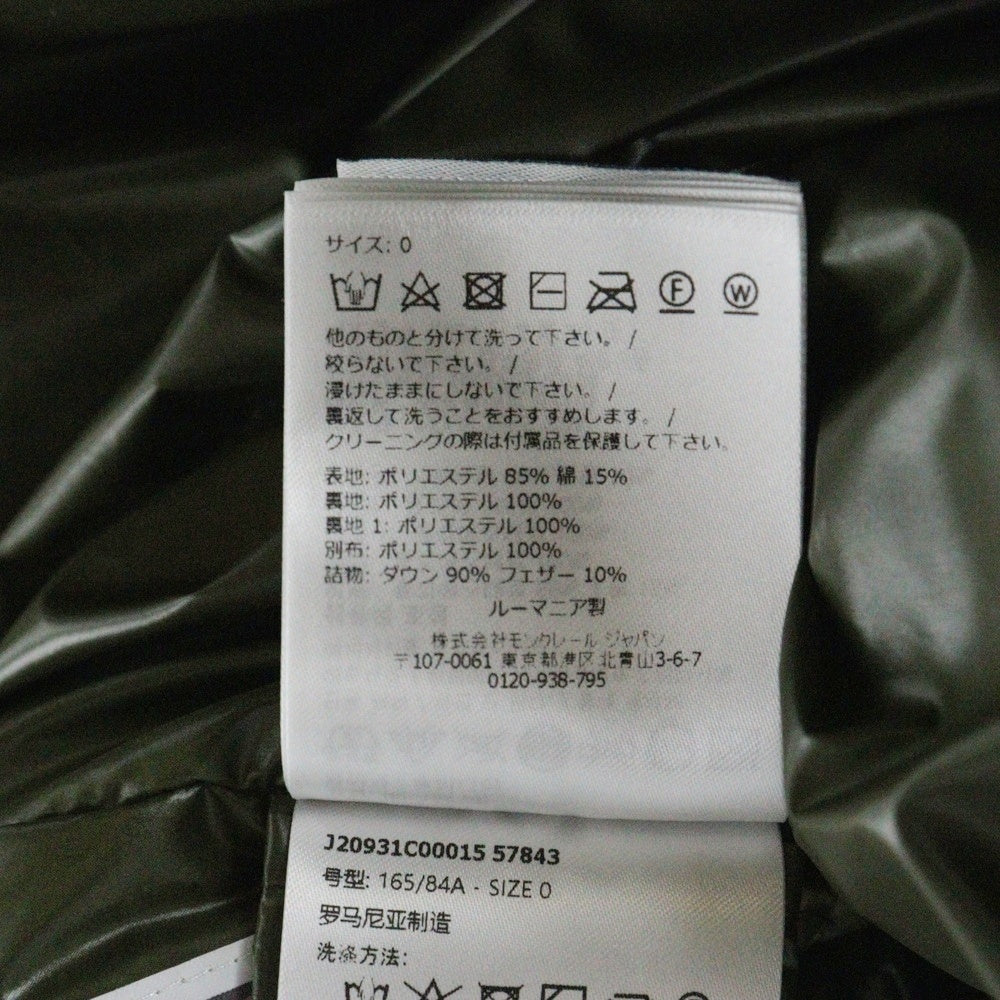 サイズ: 0
F W
他のものと分けて洗って下さい。 /
絞らないで下さい。 /
浸けたままにしないで下さい。 /
裏返して洗うことをおすすめします。 /
クリーニングの際は付属品を保護して下さい。
表地: ポリエステル 85% 綿 15%
裏地: ポリエステル 100%
裏地 1: ポリエステル 100%
別布: ポリエステル 100%
詰物: ダウン 90% フェザー 10%
ルーマニア製
株式会社モンクレール ジャパン
〒107-0061 東京都港区北青山3-6-7
0120-938-795
J20931C00015 57843
号型: 165/84A - SIZE 0
罗马尼亚制造
洗涤方法: